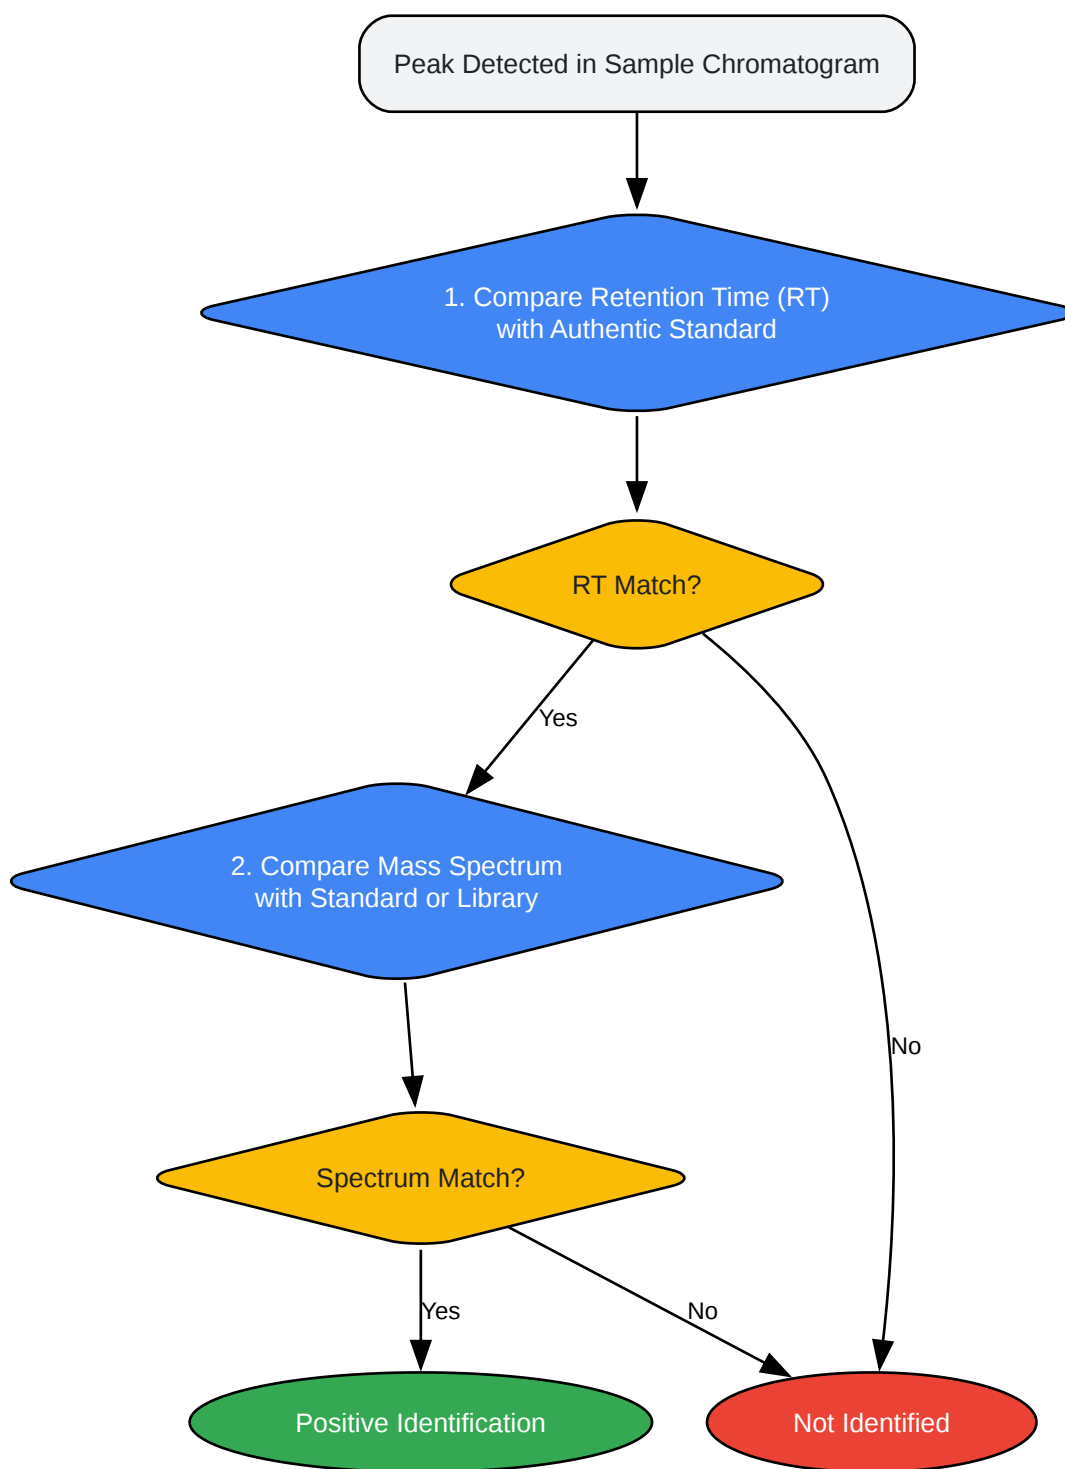 Peak Detected in Sample Chromatogram
1. Compare Retention Time (RT)
with Authentic Standard
RT Match?
Yes
2. Compare Mass Spectrum
with Standard or Library
No
Spectrum Match?
Yes
No
Positive Identification
Not Identified